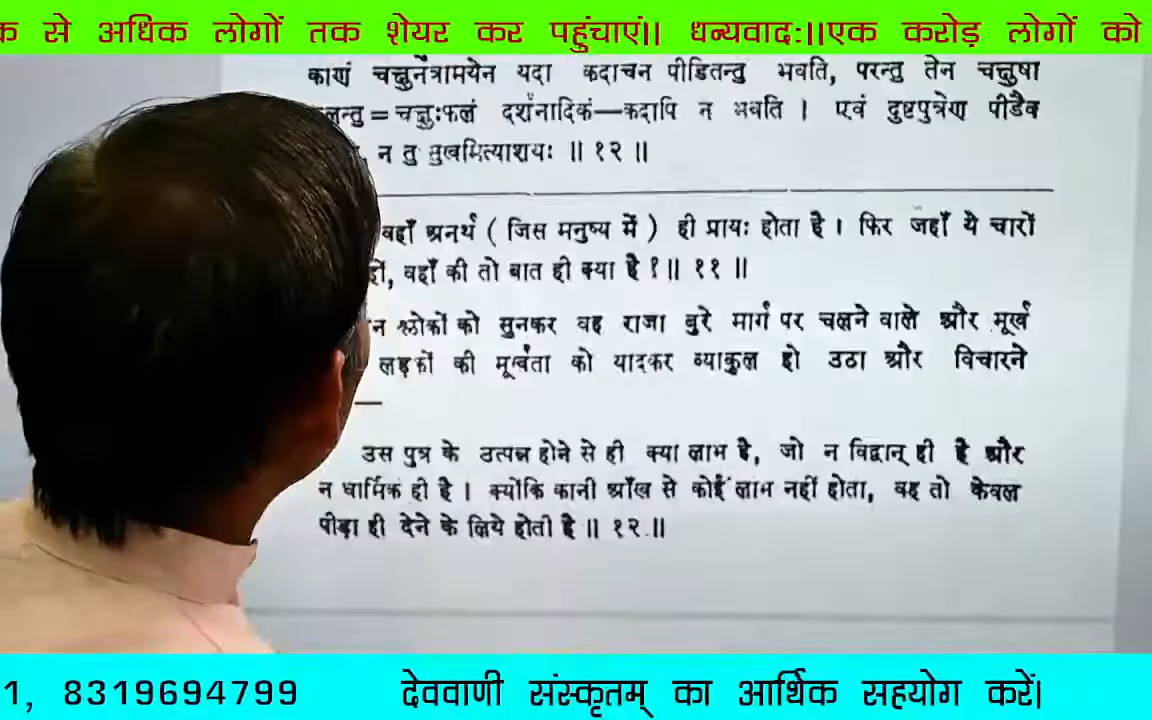 क से अधिक लोगों तक शेयर कर पहुंचाएं।। धन्यवादः।।एक करोड़ लोगों को
काणं चक्षुर्नेत्रामयेन यदा कदाचन पीडितन्तु भवति, परन्तु तेन चक्षुषा
= चक्षुःफलं दर्शनादिकं—कदापि न भवति । एवं दुष्टपुत्रेण पीडैव
न तु सुखमित्याशयः ॥ १२ ॥
वहाँ अनर्थ ( जिस मनुष्य में ) ही प्रायः होता है । फिर जहाँ ये चारों
हों, वहाँ की तो बात ही क्या है ? ॥ ११ ॥
न श्लोकों को सुनकर वह राजा बुरे मार्ग पर चलने वाले और मूर्ख
लड़कों की मूर्खता को यादकर व्याकुल हो उठा और विचारने
—
उस पुत्र के उत्पन्न होने से ही क्या लाभ है, जो न विद्वान् ही है और
न धार्मिक ही है । क्योंकि कानी आँख से कोई लाभ नहीं होता, वह तो केवल
पीड़ा ही देने के लिये होती है ॥ १२ ॥
1, 8319694799 देववाणी संस्कृतम् का आर्थिक सहयोग करें।